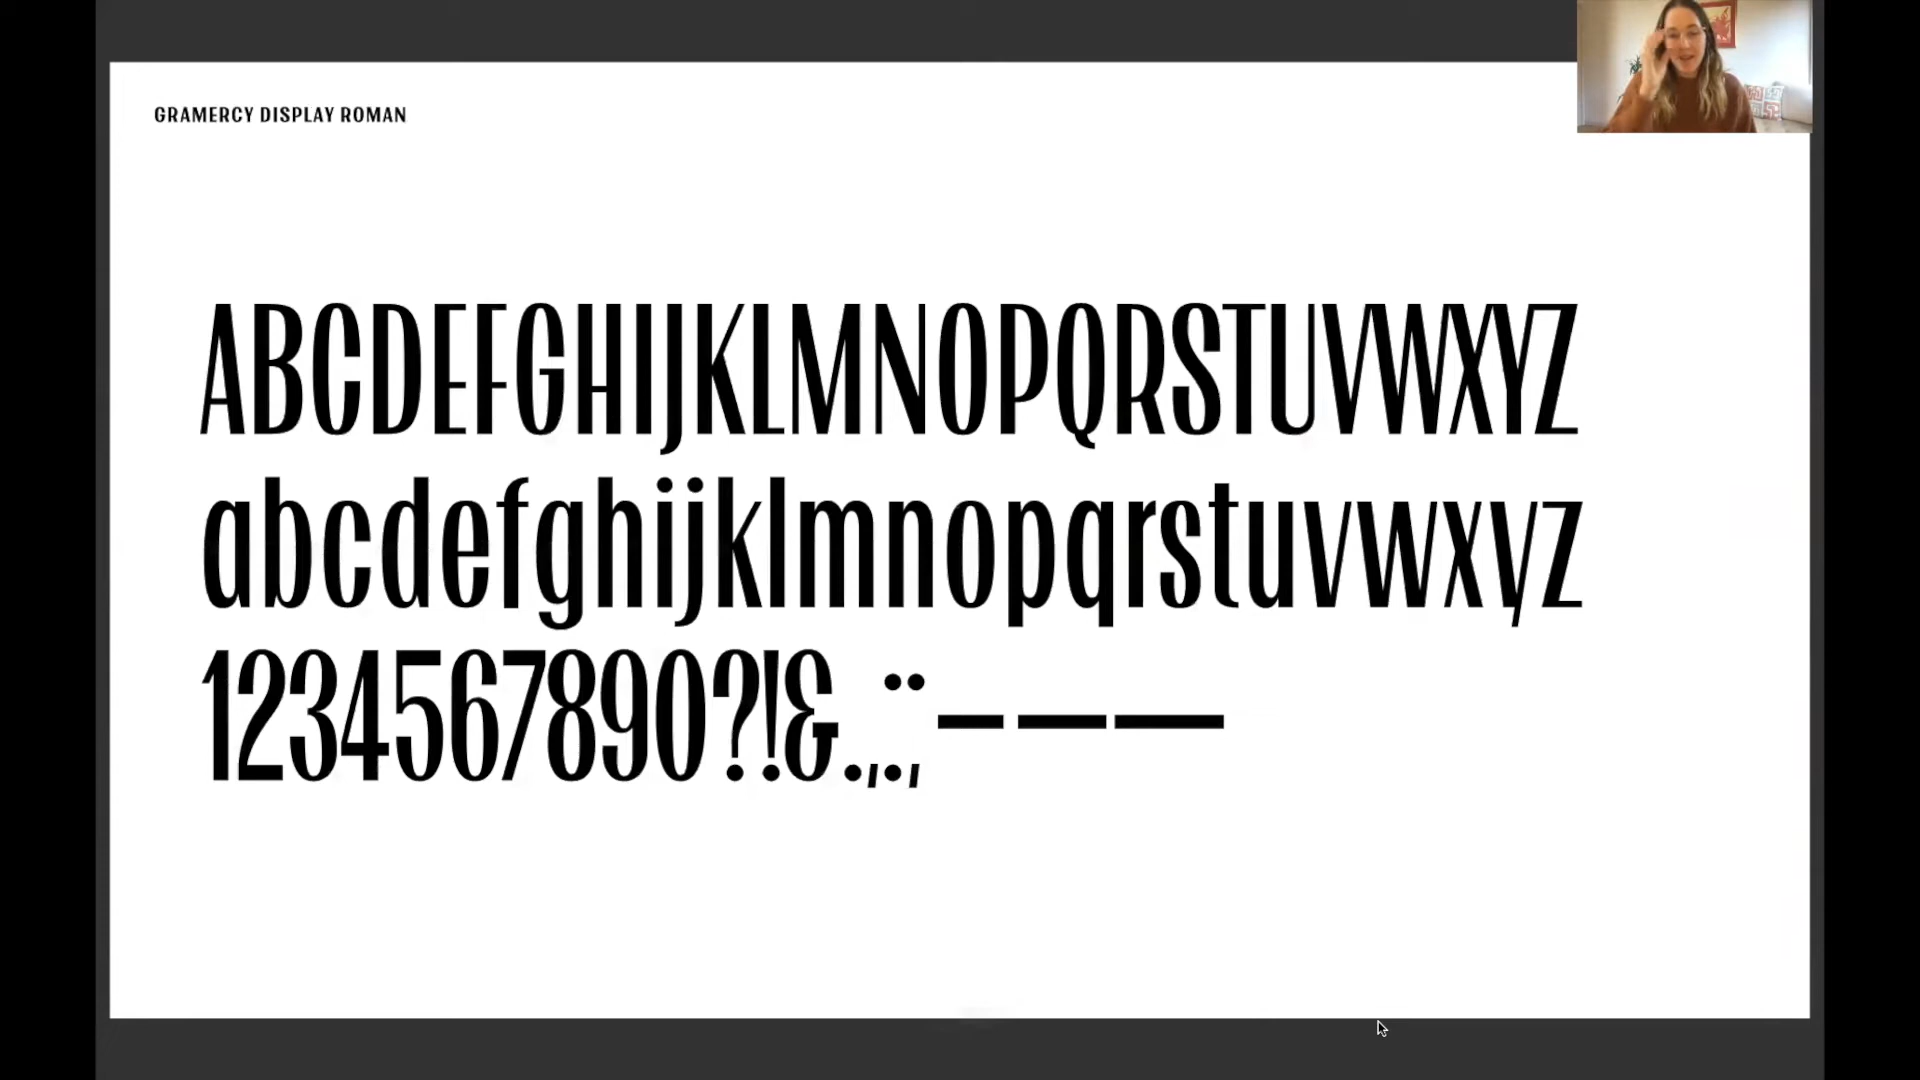 GRAMERCY DISPLAY ROMAN
ABCDEFGHIJKLMNOPQRSTUVWXYZ
abcdefghijklmnopqrstuvwxyz
1234567890?!&.,:;-–—